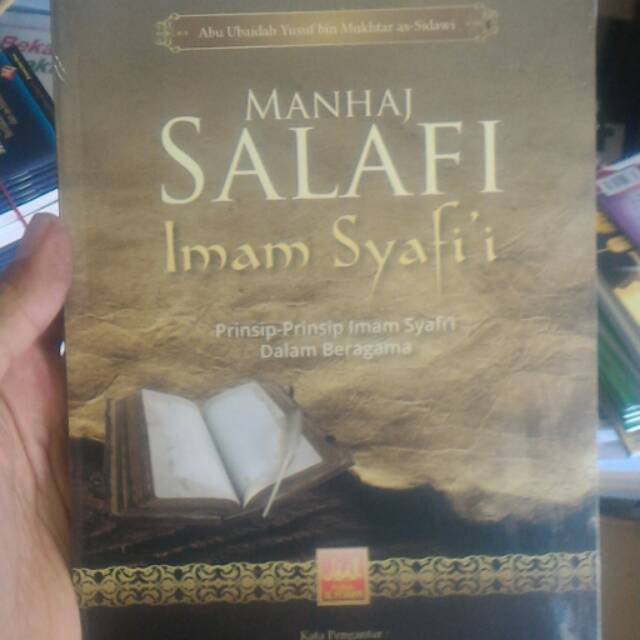 Abu Ubaidah Yusuf bin Mukhtar as-Sidawi
MANHAJ
SALAFI
Imam Syafi'i
Prinsip-Prinsip Imam Syafi'i
Dalam Beragama
Kata Pengantar